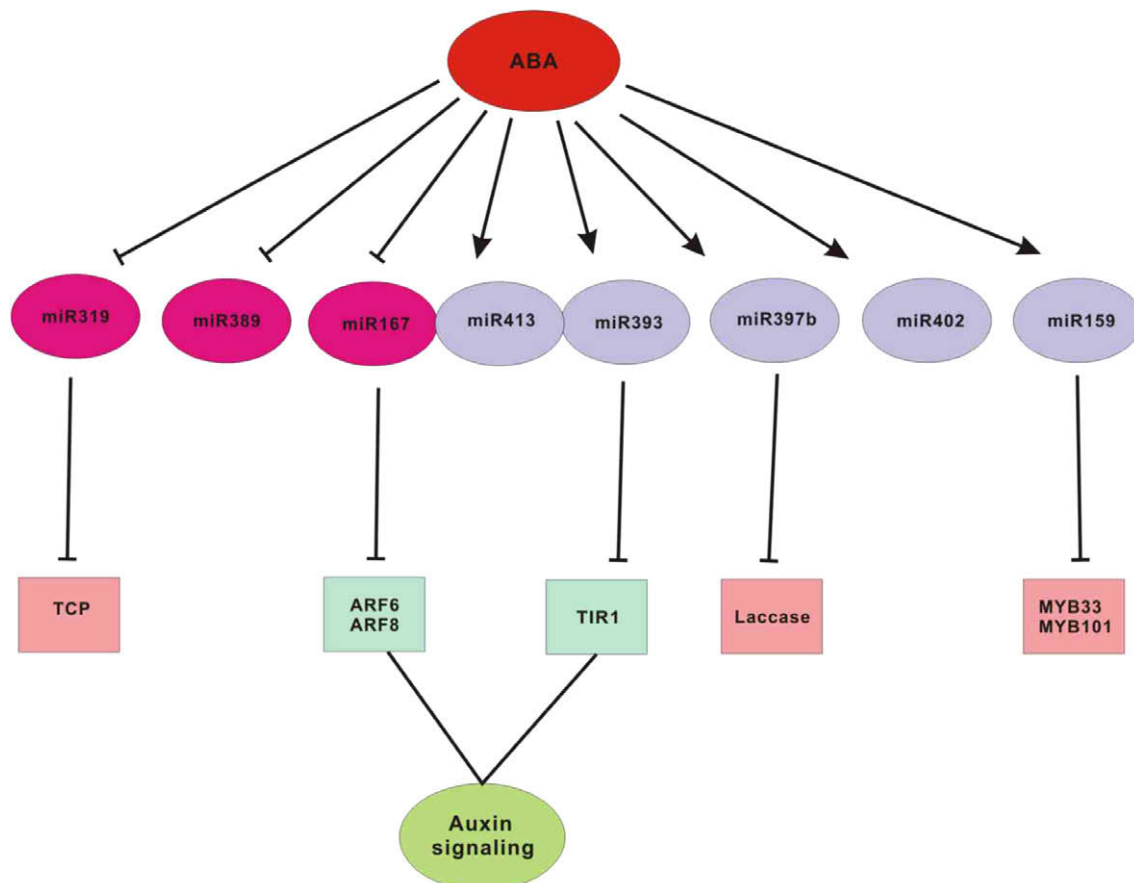 ABA
miR319
miR389
miR167
miR413
miR393
miR397b
miR402
miR159
TCP
ARF6
ARF8
TIR1
Laccase
MYB33
MYB101
Auxin
signaling